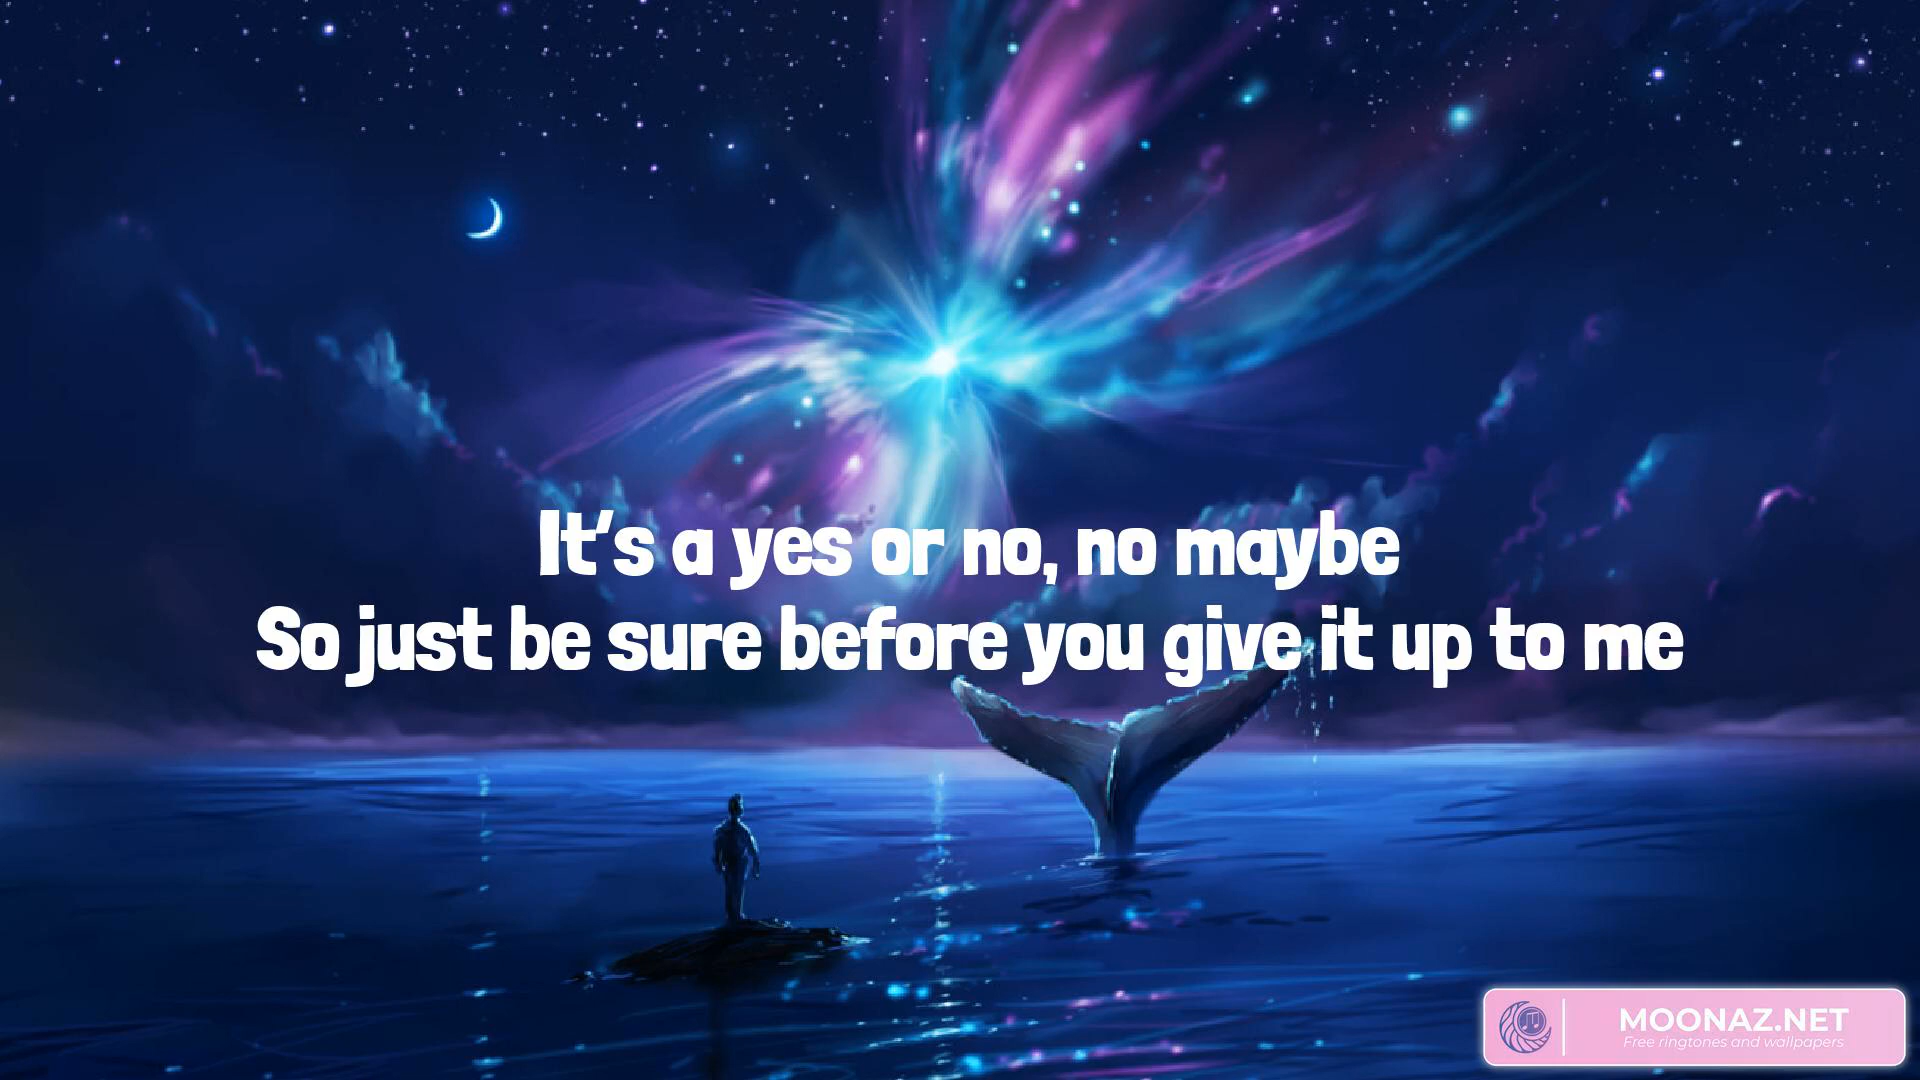 It's a yes or no, no maybe
So just be sure before you give it up to me
MOONAZ.NET
Free ringtones and wallpapers